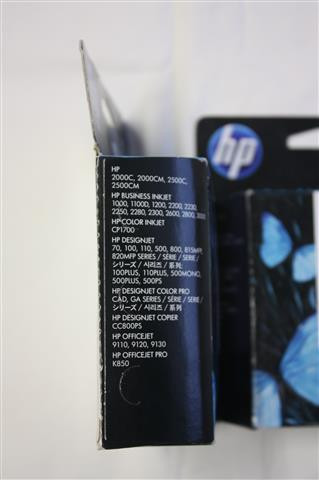 HP
2000C, 2000CM, 2500C,
2500CM
HP BUSINESS INKJET
1000, 1100D, 1200, 2200, 2230,
2250, 2280, 2300, 2600, 2800, 3000
HP COLOR INKJET
CP1700
HP DESIGNJET
70, 100, 110, 500, 800, 815MFP,
820MFP SERIES / SÉRIE / SERIE /
シリーズ / 시리즈 / 系列;
100PLUS, 110PLUS, 500MONO,
500PLUS, 500PS
HP DESIGNJET COLOR PRO
CAD, GA SERIES / SÉRIE / SERIE /
シリーズ / 시리즈 / 系列
HP DESIGNJET COPIER
CC800PS
HP OFFICEJET
9110, 9120, 9130
HP OFFICEJET PRO
K850
hp